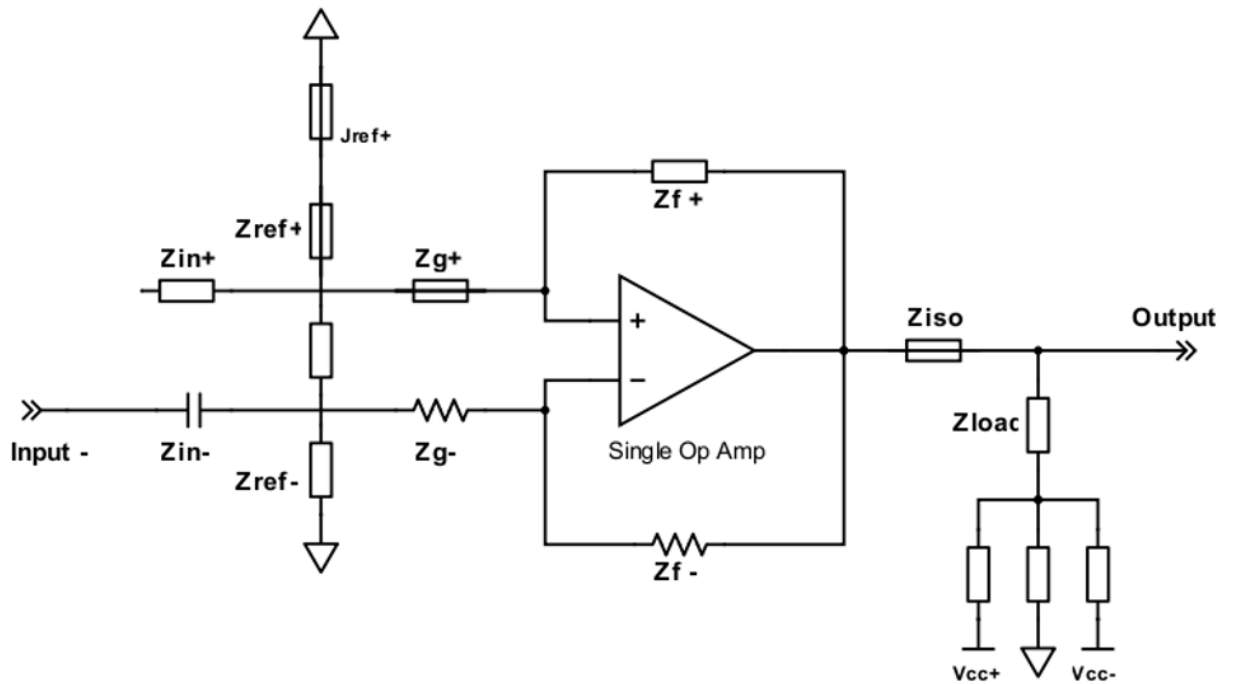 Jref+
Zf +
Zref+
Zin+
Zg+
Ziso
Output
+
−
Zloac
Input -
Zin-
Zg-
Single Op Amp
Zref-
Zf -
Vcc+
Vcc-